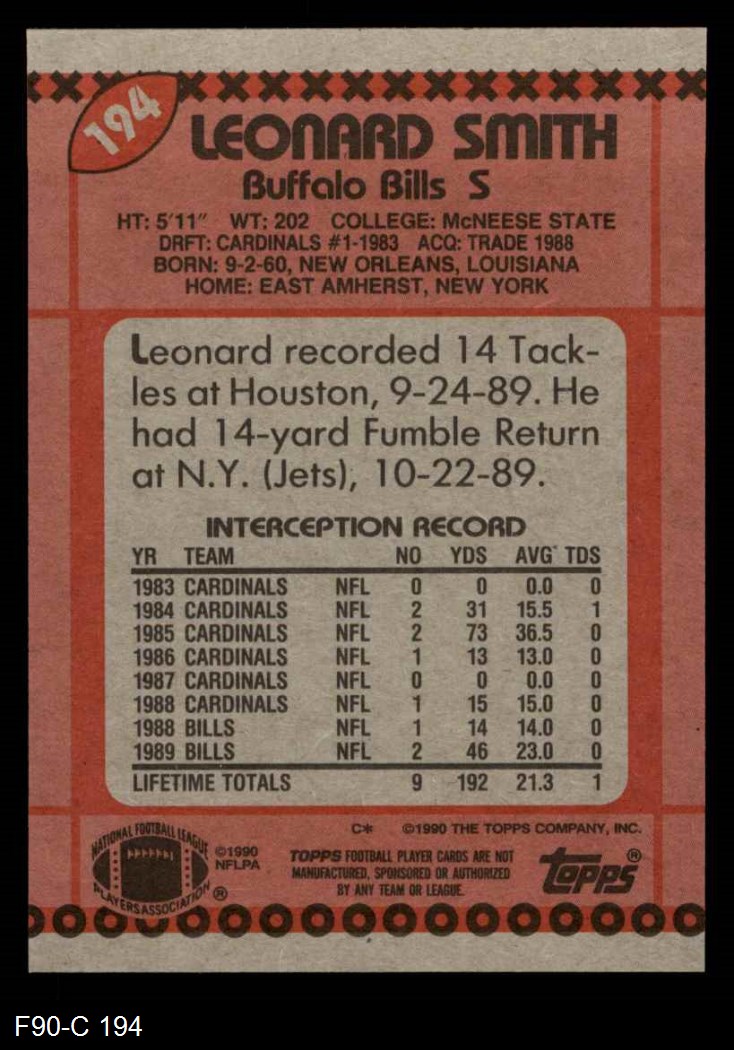 194
LEONARD SMITH
Buffalo Bills S
HT: 5'11" WT: 202 COLLEGE: McNEESE STATE
DRFT: CARDINALS #1-1983 ACQ: TRADE 1988
BORN: 9-2-60, NEW ORLEANS, LOUISIANA
HOME: EAST AMHERST, NEW YORK
Leonard recorded 14 Tack-
les at Houston, 9-24-89. He
had 14-yard Fumble Return
at N.Y. (Jets), 10-22-89.
INTERCEPTION RECORD
YR TEAM NO YDS AVG TDS
1983 CARDINALS NFL 0 0 0.0 0
1984 CARDINALS NFL 2 31 15.5 1
1985 CARDINALS NFL 2 73 36.5 0
1986 CARDINALS NFL 1 13 13.0 0
1987 CARDINALS NFL 0 0 0.0 0
1988 CARDINALS NFL 1 15 15.0 0
1988 BILLS NFL 1 14 14.0 0
1989 BILLS NFL 2 46 23.0 0
LIFETIME TOTALS 9 192 21.3 1
C* ©1990 THE TOPPS COMPANY, INC.
NATIONAL FOOTBALL LEAGUE
PLAYERS ASSOCIATION ®
©1990
NFLPA
TOPPS FOOTBALL PLAYER CARDS ARE NOT
MANUFACTURED, SPONSORED OR AUTHORIZED
BY ANY TEAM OR LEAGUE.
topps®
F90-C 194